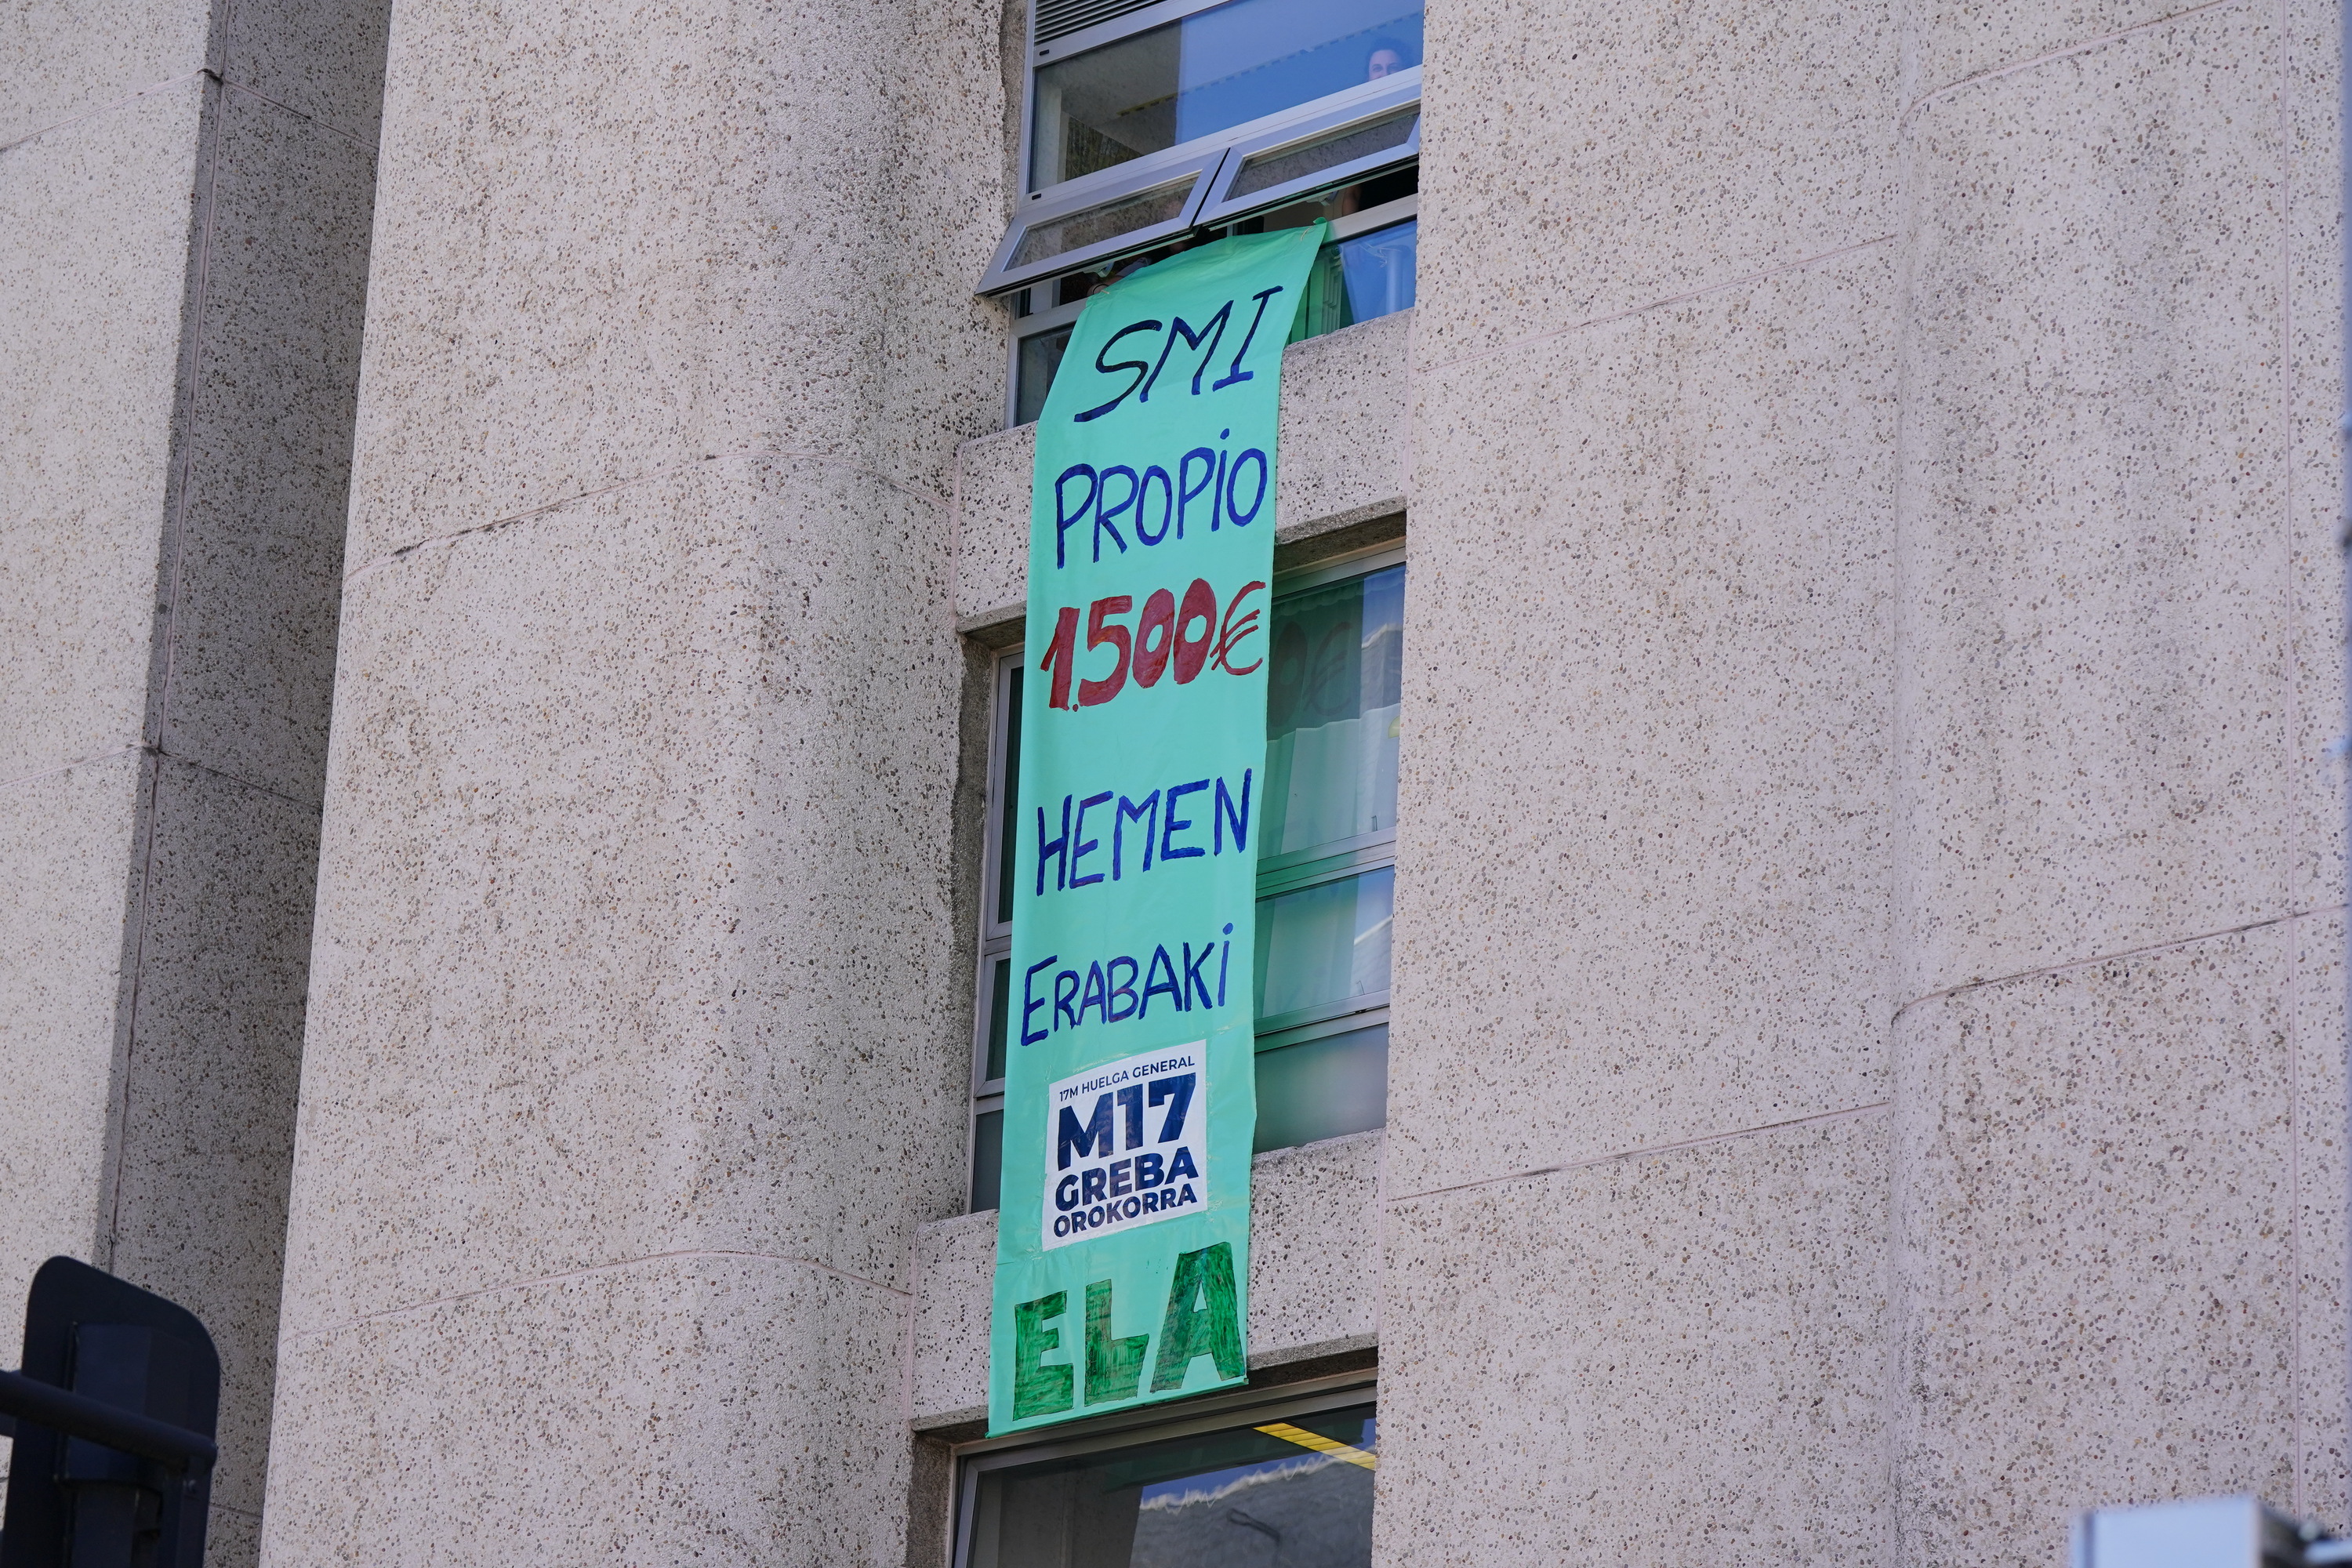 SMI
PROPIO
1.500€
HEMEN
ERABAKI
17M HUELGA GENERAL
M17
GREBA
OROKORRA
ELA